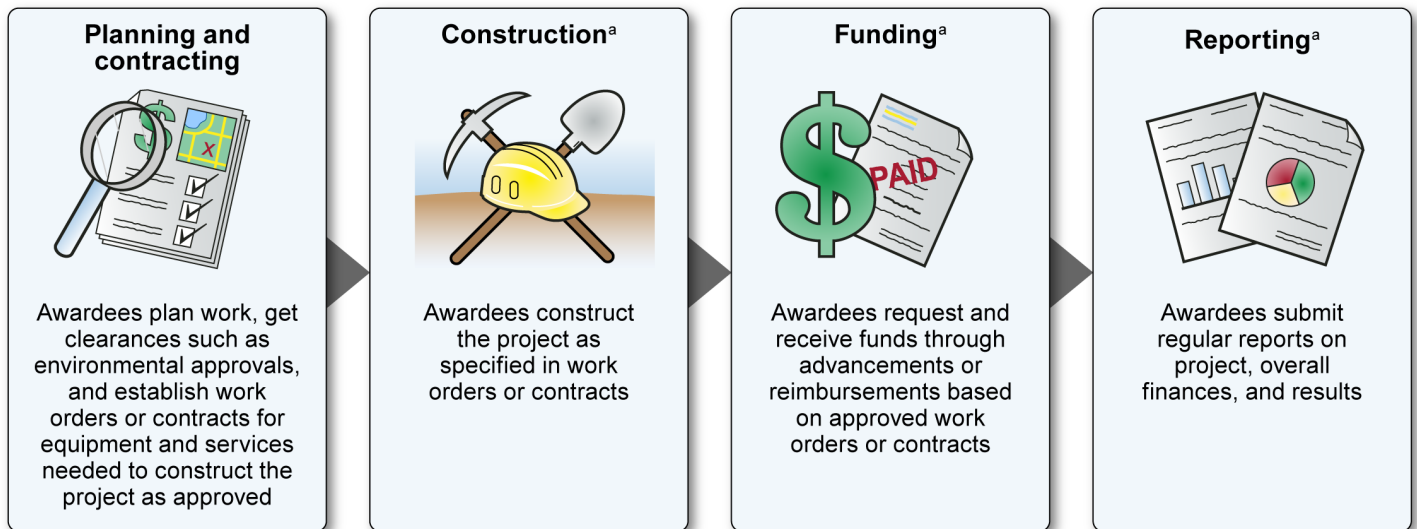 Planning and
contracting
Awardees plan work, get
clearances such as
environmental approvals,
and establish work
orders or contracts for
equipment and services
needed to construct the
project as approved
Constructionª
Awardees construct
the project as
specified in work
orders or contracts
Fundingª
$
PAID
Awardees request and
receive funds through
advancements or
reimbursements based
on approved work
orders or contracts
Reportingª
Awardees submit
regular reports on
project, overall
finances, and results